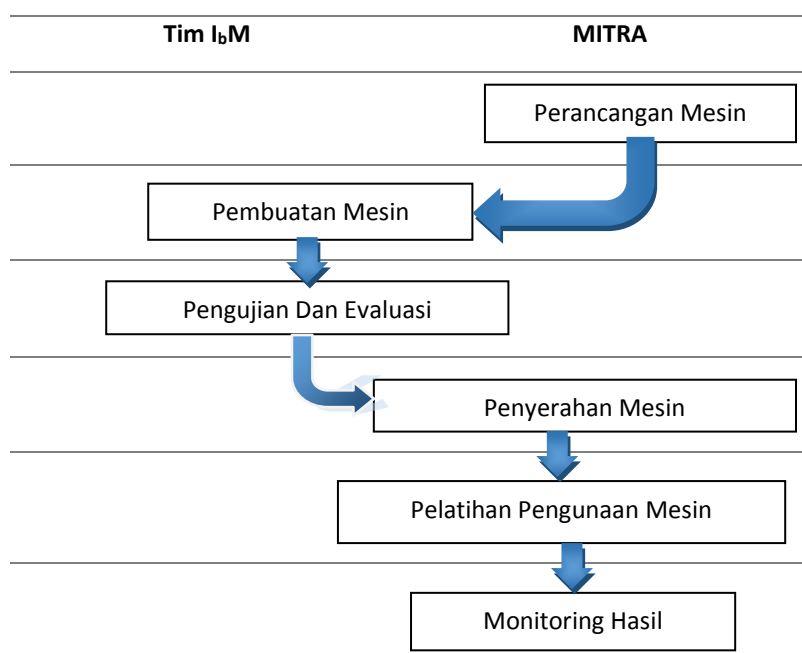 Tim IbM MITRA
Perancangan Mesin
Pembuatan Mesin
Pengujian Dan Evaluasi
Penyerahan Mesin
Pelatihan Pengunaan Mesin
Monitoring Hasil